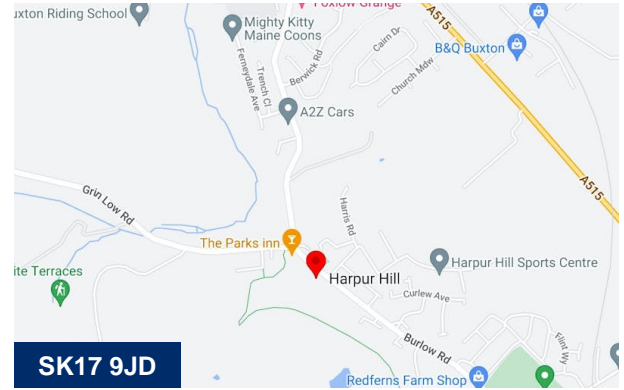 uxton Riding School
Foxlow Grange
A515
Mighty Kitty
Maine Coons
B&Q Buxton
Cairn Dr
Berwick Rd
Church Mdw
Ferneydale Ave
Trench Cl
A2Z Cars
A515
Grin Low Rd
Harris Rd
The Parks inn
Harpur Hill Sports Centre
ite Terraces
Harpur Hill
Curlew Ave
Burlow Rd
Flint Wy
SK17 9JD
Redferns Farm Shop